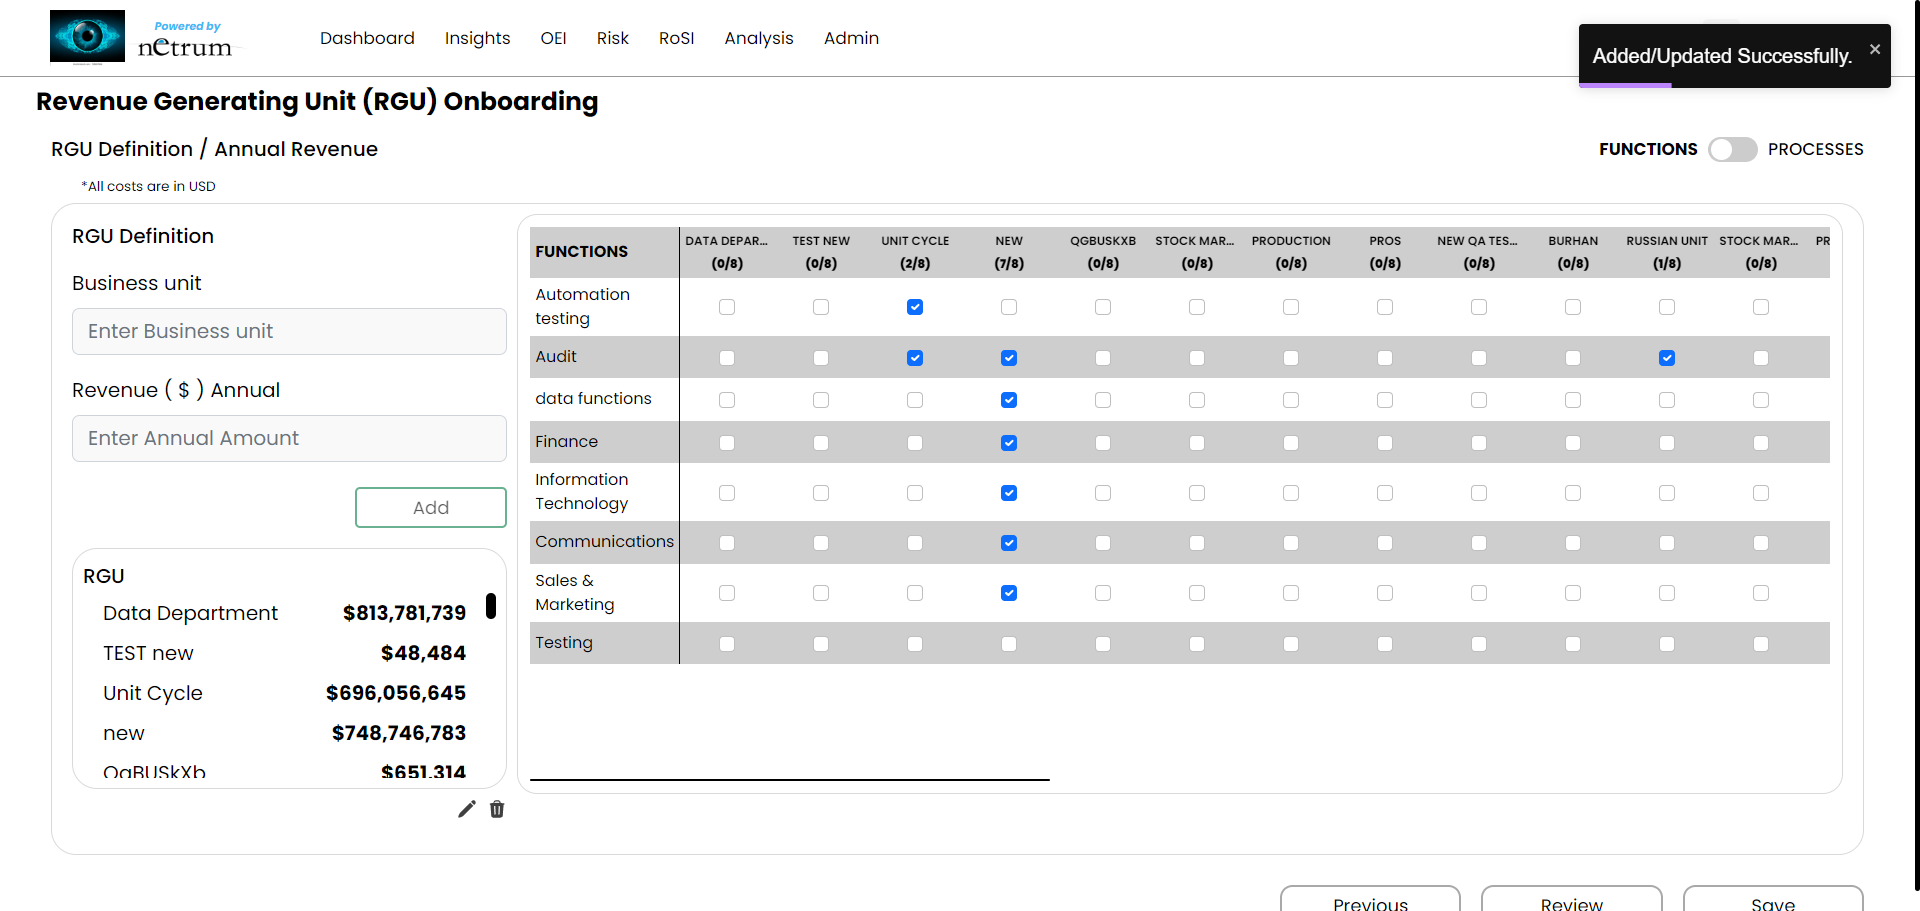 Powered by
netrum
Dashboard Insights OEI Risk RoSI Analysis Admin
Added/Updated Successfully.
Revenue Generating Unit (RGU) Onboarding
RGU Definition / Annual Revenue
FUNCTIONS PROCESSES
*All costs are in USD
RGU Definition
Business unit
Enter Business unit
Revenue ( $ ) Annual
Enter Annual Amount
Add
RGU
Data Department $813,781,739
TEST new $48,484
Unit Cycle $696,056,645
new $748,746,783
QgBUSkXb $651,314
FUNCTIONS DATA DEPAR... TEST NEW UNIT CYCLE NEW QGBUSKXB STOCK MAR... PRODUCTION PROS NEW QA TES... BURHAN RUSSIAN UNIT STOCK MAR... PR
(0/8) (0/8) (2/8) (7/8) (0/8) (0/8) (0/8) (0/8) (0/8) (0/8) (1/8) (0/8)
Automation
testing
Audit
data functions
Finance
Information
Technology
Communications
Sales &
Marketing
Testing
Previous Review Save